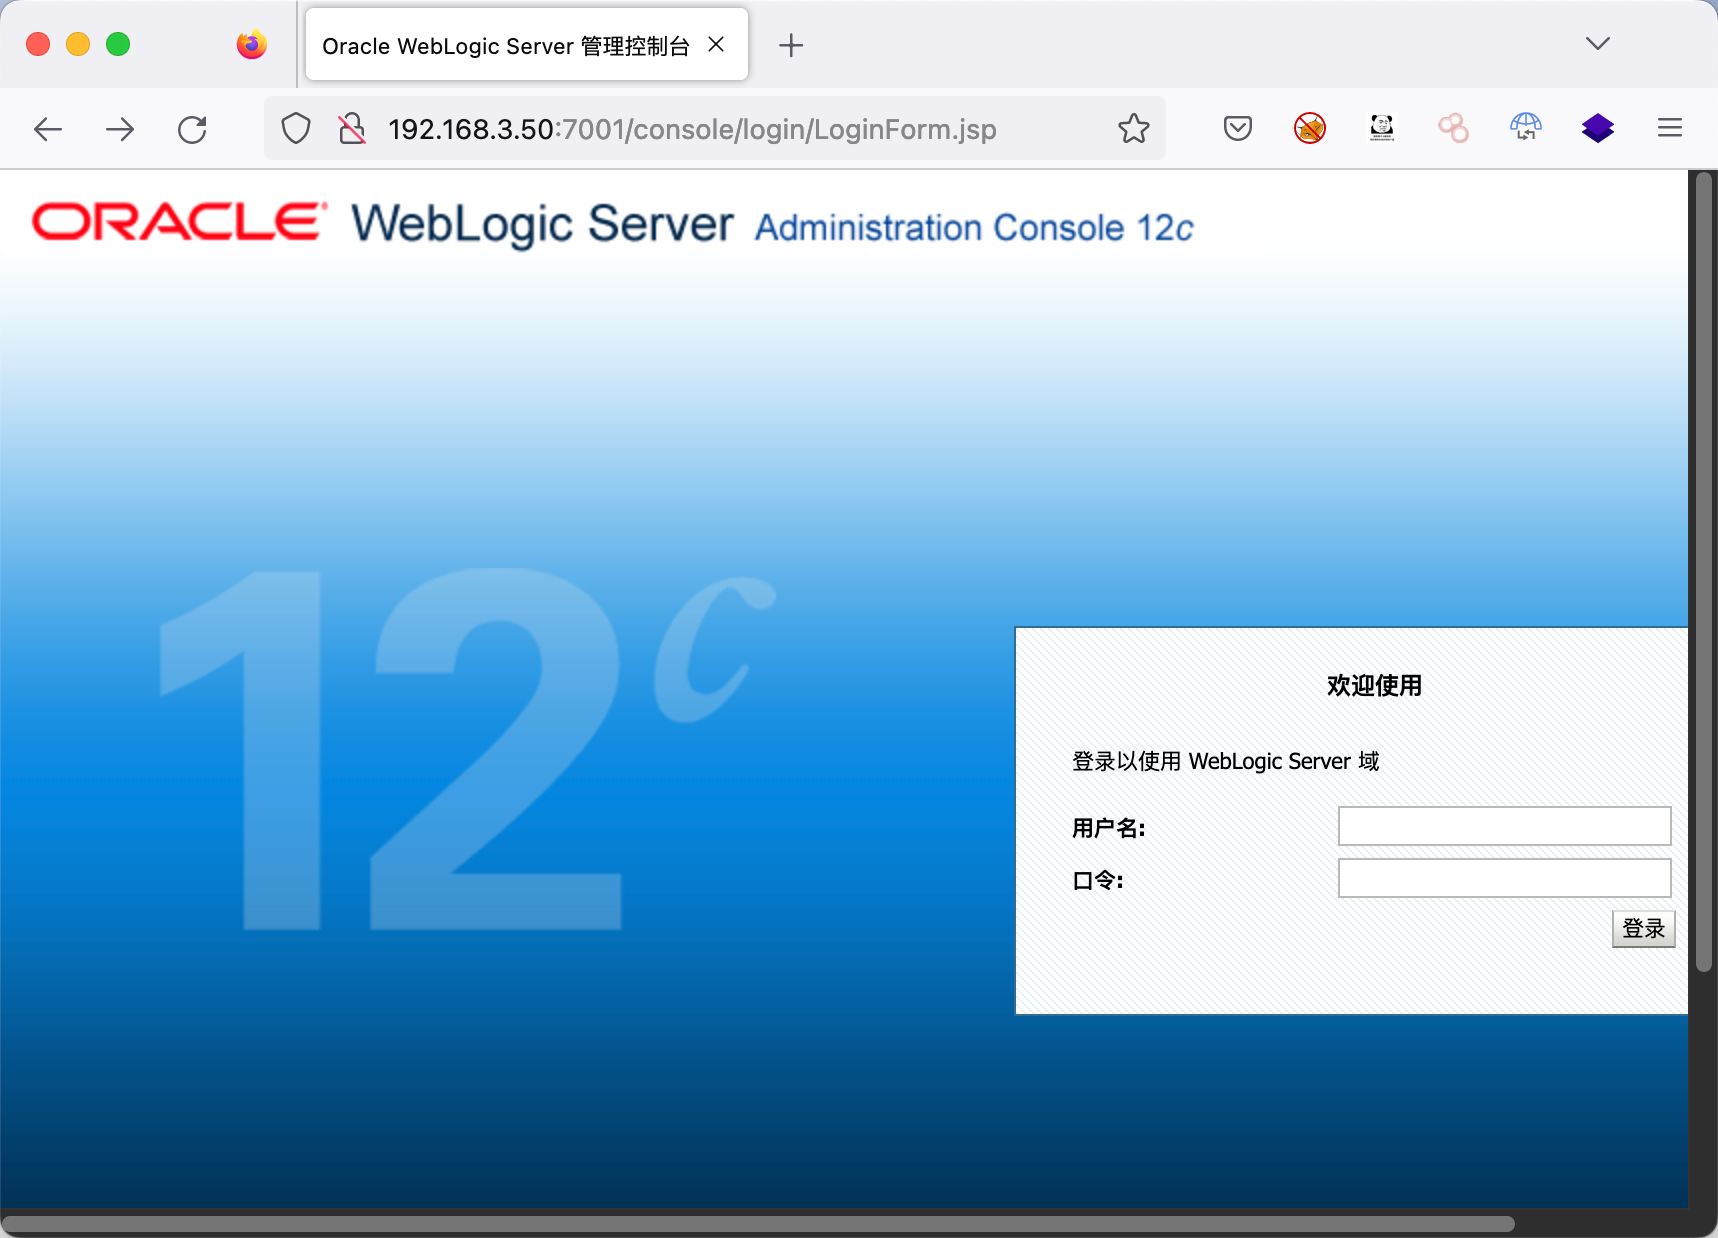 Oracle WebLogic Server 管理控制台
192.168.3.50:7001/console/login/LoginForm.jsp
ORACLE® WebLogic Server Administration Console 12c
12c
欢迎使用
登录以使用 WebLogic Server 域
用户名:
口令:
登录